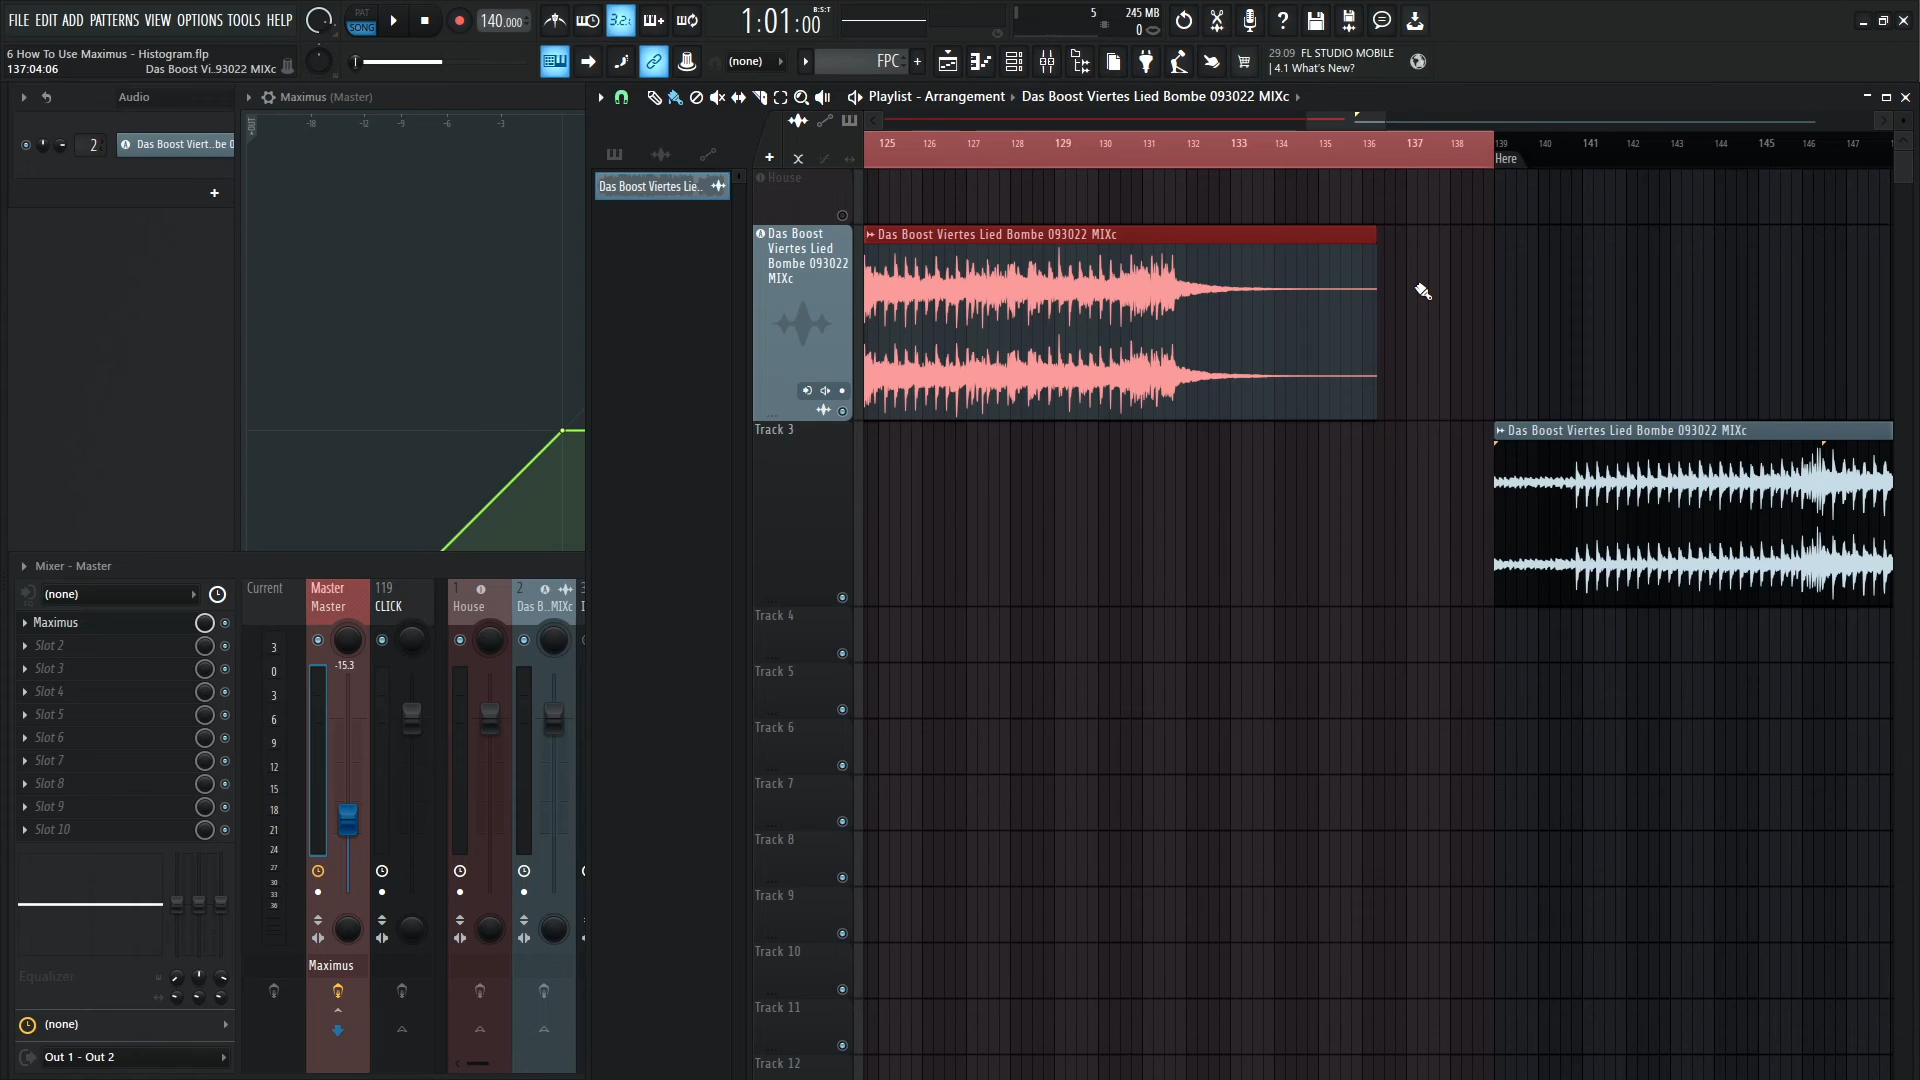 FILE EDIT ADD PATTERNS VIEW OPTIONS TOOLS HELP
PAT
SONG
140.000
3.2:
1:01:00
B:S:T
5
245 MB
0
6 How To Use Maximus - Histogram.flp
137:04:06
Das Boost Vi..93022 MIXc
(none)
FPC
29.09 FL STUDIO MOBILE
| 4.1 What's New?
Audio
Maximus (Master)
Playlist - Arrangement
Das Boost Viertes Lied Bombe 093022 MIXc
OUT
-18
-12
-9
-6
-3
2
Das Boost Viert..be 0
Das Boost Viertes Lie..
125
126
127
128
129
130
131
132
133
134
135
136
137
138
139
140
141
142
143
144
145
146
147
Here
House
Das Boost
Viertes Lied
Bombe 093022
MIXc
Das Boost Viertes Lied Bombe 093022 MIXc
Track 3
Das Boost Viertes Lied Bombe 093022 MIXc
Track 4
Track 5
Track 6
Track 7
Track 8
Track 9
Track 10
Track 11
Track 12
Mixer - Master
(none)
Maximus
Slot 2
Slot 3
Slot 4
Slot 5
Slot 6
Slot 7
Slot 8
Slot 9
Slot 10
Equalizer
(none)
Out 1 - Out 2
Current
Master
Master
119
CLICK
1
House
2
Das B..MIXc
3
0
3
6
9
12
15
18
21
24
27
30
33
36
-15.3
Maximus